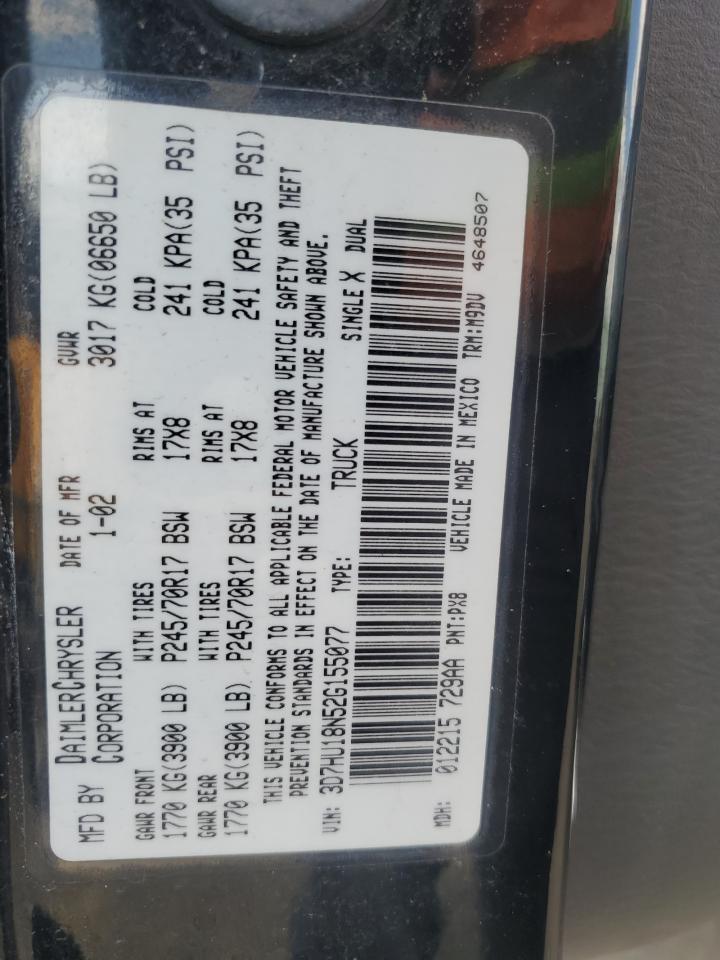 MFD BY DAIMLERCHRYSLER CORPORATION DATE OF MFR 1-02 GVWR 3017 KG(06650 LB)
GAWR FRONT WITH TIRES RIMS AT COLD
1770 KG(3900 LB) P245/70R17 BSW 17X8 241 KPA(35 PSI)
GAWR REAR WITH TIRES RIMS AT COLD
1770 KG(3900 LB) P245/70R17 BSW 17X8 241 KPA(35 PSI)
THIS VEHICLE CONFORMS TO ALL APPLICABLE FEDERAL MOTOR VEHICLE SAFETY AND THEFT
PREVENTION STANDARDS IN EFFECT ON THE DATE OF MANUFACTURE SHOWN ABOVE.
VIN: 3D7HU18N52G155077 TYPE: TRUCK SINGLE X DUAL
MDH: 012215 729AA PNT:PX8 VEHICLE MADE IN MEXICO TRM:M9DV 4648507